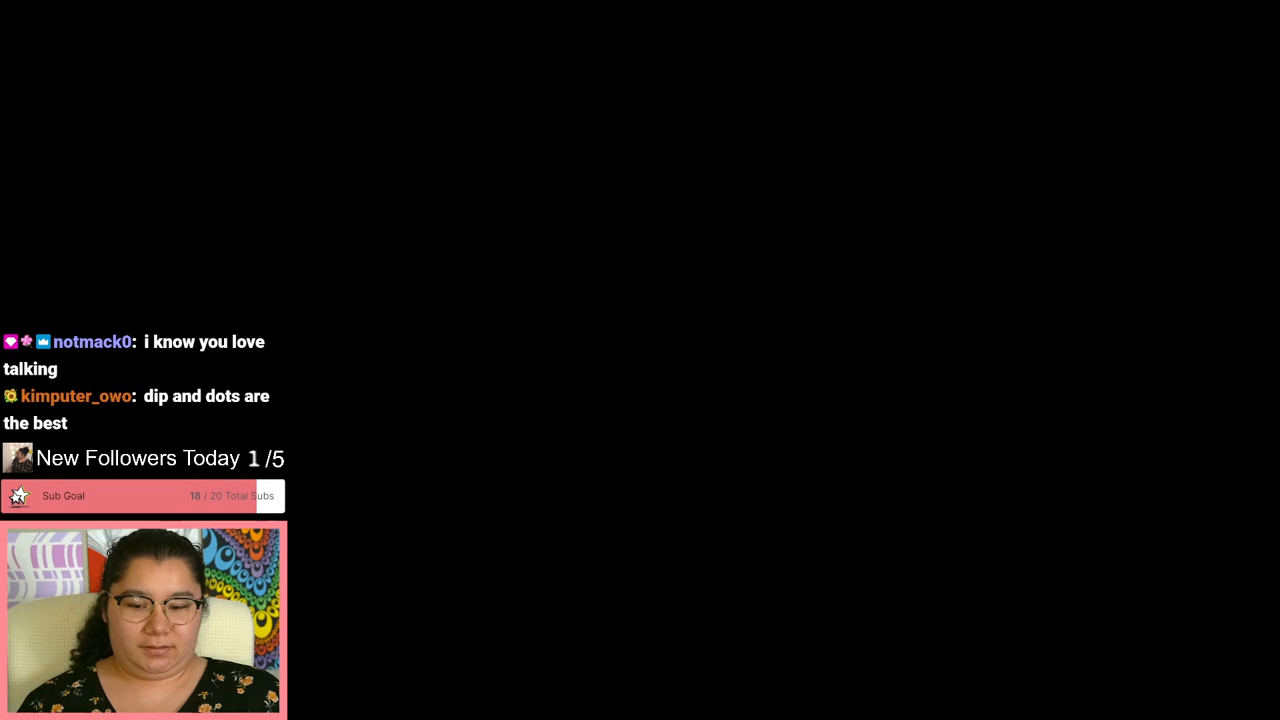 notmack0: i know you love
talking
kimputer_owo: dip and dots are
the best
New Followers Today 1 /5
Sub Goal 18 / 20 Total Subs